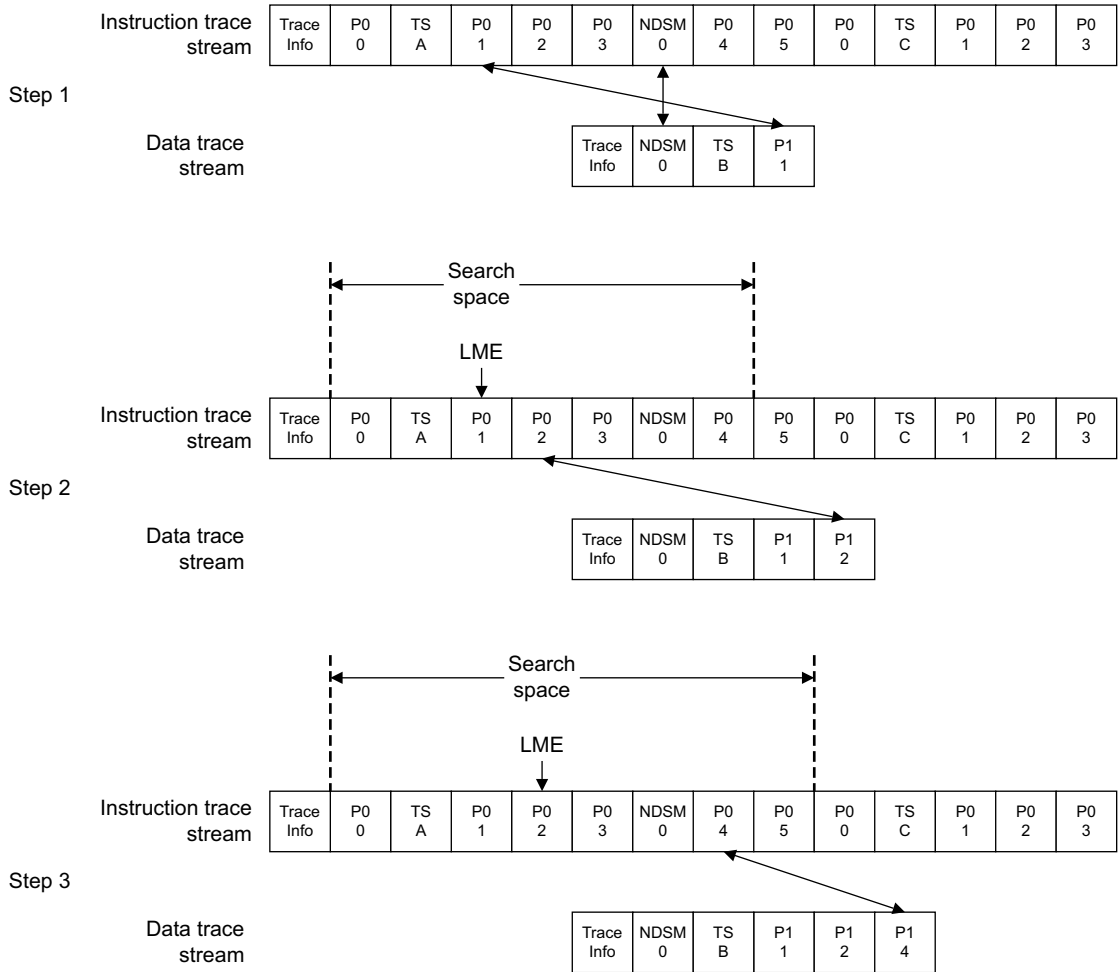 Instruction trace stream
Trace Info P0 0 TS A P0 1 P0 2 P0 3 NDSM 0 P0 4 P0 5 P0 0 TS C P0 1 P0 2 P0 3
Step 1
Data trace stream
Trace Info NDSM 0 TS B P1 1
Search space
LME
Instruction trace stream
Trace Info P0 0 TS A P0 1 P0 2 P0 3 NDSM 0 P0 4 P0 5 P0 0 TS C P0 1 P0 2 P0 3
Step 2
Data trace stream
Trace Info NDSM 0 TS B P1 1 P1 2
Search space
LME
Instruction trace stream
Trace Info P0 0 TS A P0 1 P0 2 P0 3 NDSM 0 P0 4 P0 5 P0 0 TS C P0 1 P0 2 P0 3
Step 3
Data trace stream
Trace Info NDSM 0 TS B P1 1 P1 2 P1 4